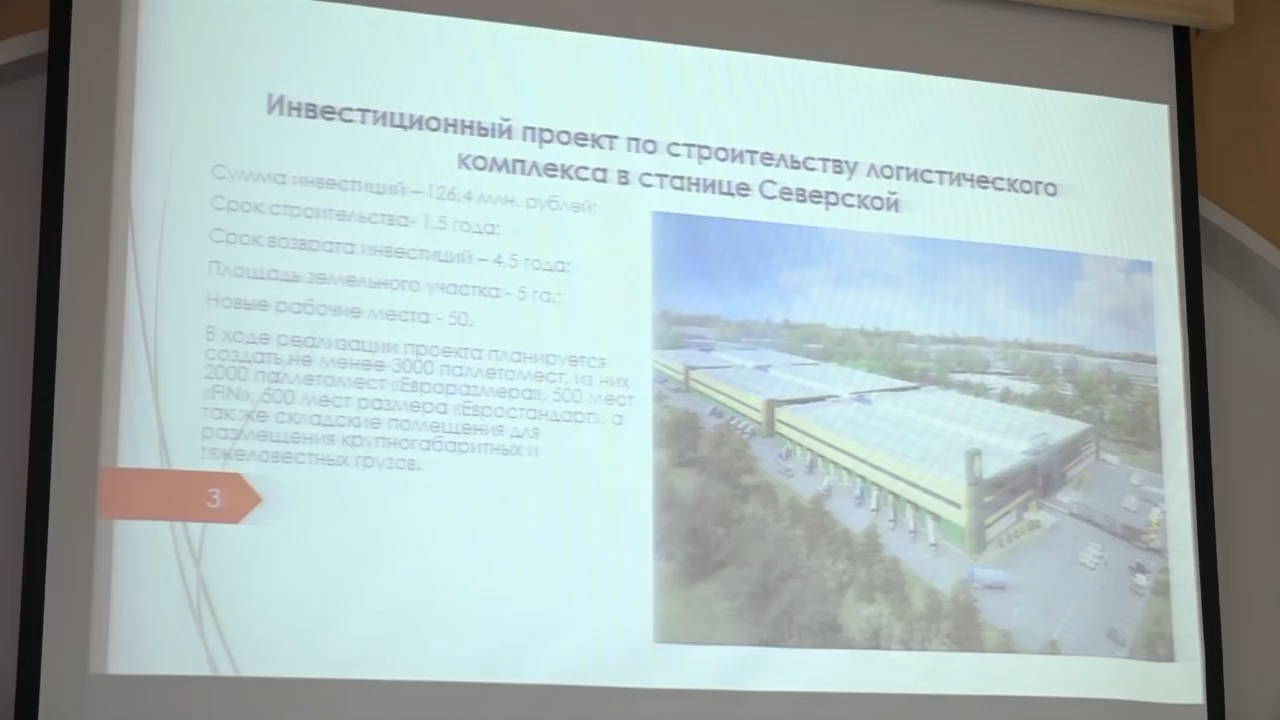 Инвестиционный проект по строительству логистического
комплекса в станице Северской
Сумма инвестиций – 126,4 млн. рублей;
Срок строительства- 1,5 года;
Срок возврата инвестиций – 4,5 года;
Площадь земельного участка - 5 га.;
Новые рабочие места - 50.
В ходе реализации проекта планируется
создать не менее 3000 паллетомест, из них
2000 паллетомест «Евроразмера», 500 мест
«FIN», 500 мест размера «Евростандарт», а
также складские помещения для
размещения крупногабаритных и
тяжеловестных грузов.
3